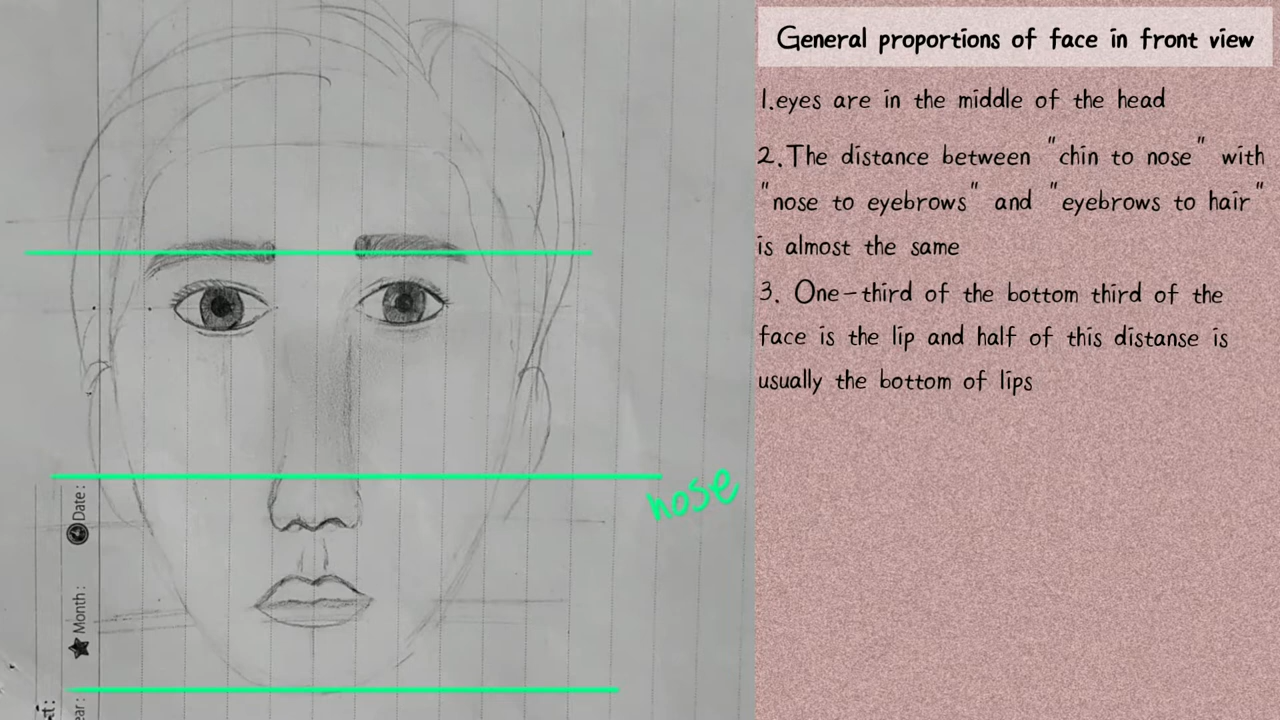 General proportions of face in front view
1.eyes are in the middle of the head
2.The distance between "chin to nose" with
"nose to eyebrows" and "eyebrows to hair"
is almost the same
3. One-third of the bottom third of the
face is the lip and half of this distanse is
usually the bottom of lips
nose
Date:
Month:
ear: